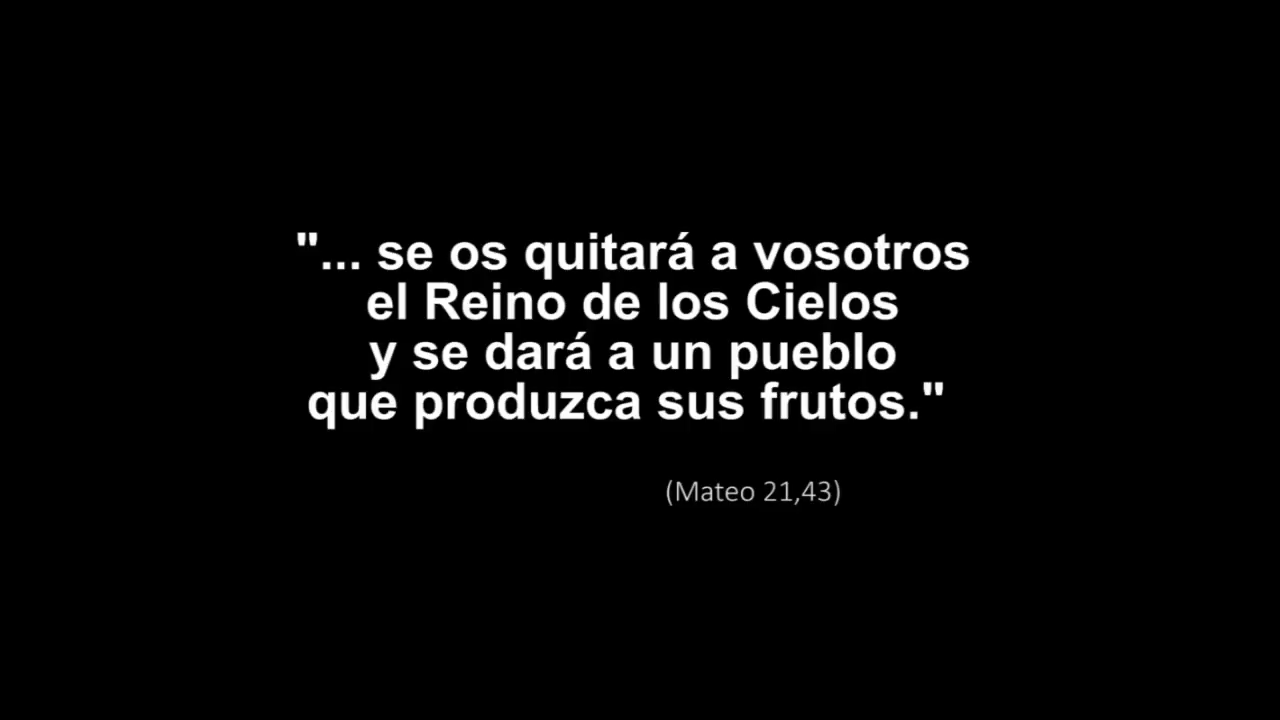 "... se os quitará a vosotros
el Reino de los Cielos
y se dará a un pueblo
que produzca sus frutos."
(Mateo 21,43)